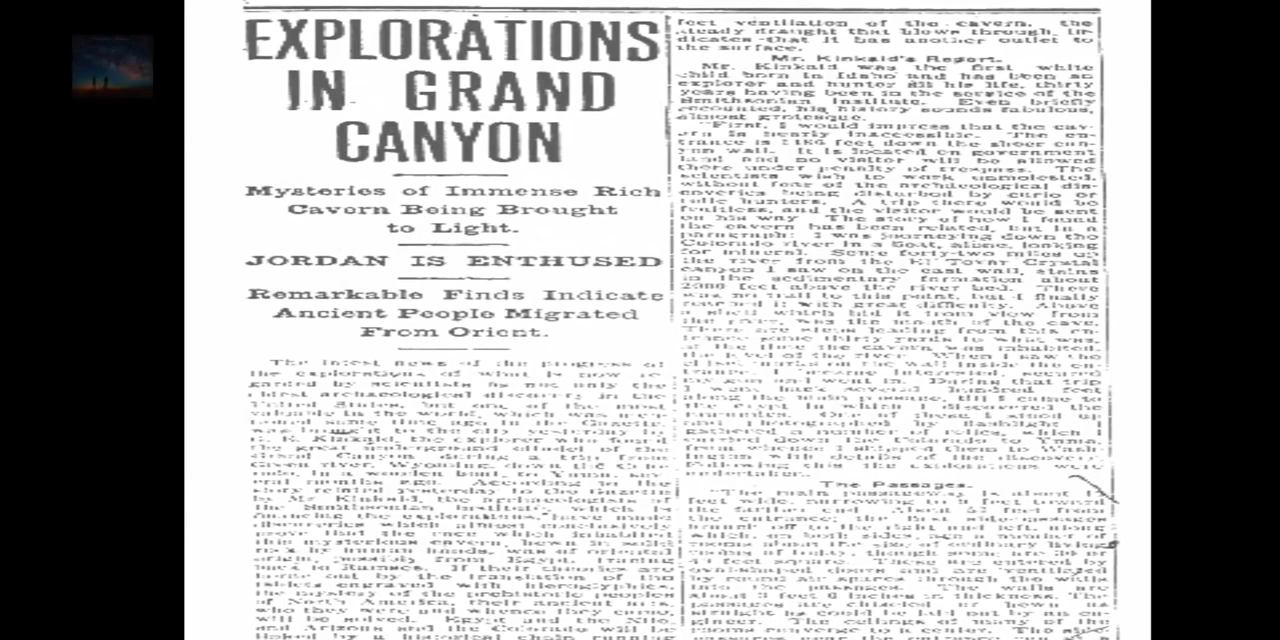 EXPLORATIONS
IN GRAND
CANYON
Mysteries of Immense Rich
Cavern Being Brought
to Light.
JORDAN IS ENTHUSED
Remarkable Finds Indicate
Ancient People Migrated
From Orient.
The latest news of the progress of
the explorations of what is now re-
garded by scientists as not only the
oldest archaeological discovery in the
United States, but one of the most
valuable in the world, which was men-
tioned some time ago in the Gazette,
was brought to the city yesterday by
G. E. Kinkaid, the explorer who found
the great underground citadel of the
Grand Canyon during a trip from
Green river, Wyoming, down the
in a wooden boat, to Yuma, sev-
eral months ago. According to the
story related yesterday to the Gazette
by Mr. Kinkaid, the archaeologists of
the Smithsonian Institute, which is
financing the explorations, have made
discoveries which almost conclusively
prove that the race which inhabited
this mysterious cavern, hewn in solid
rock by human hands, was of oriental
origin, possibly from Egypt, tracing
back to Ramses. If their theories are
borne out by the translation of the
tablets engraved with hieroglyphics,
the mystery of the prehistoric peoples
of North America, their ancient arts,
who they were and whence they came,
will be solved. Egypt and the Nile,
and Arizona and the Colorado will be
linked by a historical chain running
fect ventilation of the cavern, the
steady draught that blows through, in-
dicates that it has another outlet to
the surface.
Mr. Kinkaid's Report.
Mr. Kinkaid was the first white
child born in Idaho and has been an
explorer and hunter all his life, thirty
years having been in the service of the
Smithsonian Institute. Even briefly
recounted, his history sounds fabulous,
almost grotesque.
"First, I would impress that the cav-
ern is nearly inaccessible. The en-
trance is 1486 feet down the sheer can-
yon wall. It is located on government
land and no visitor will be allowed
there under penalty of trespass. The
scientists wish to work unmolested,
without fear of the archaeological dis-
coveries being disturbed by curio or
relic hunters. A trip there would be
fruitless, and the visitor would be sent
on his way. The story of how I found
the cavern has been related, but in a
paragraph: I was journeying down the
Colorado river in a boat, alone, looking
for mineral. Some forty-two miles up
the river from the El Tovar Crystal
canyon I saw on the east wall, stains
in the sedimentary formation about
2000 feet above the river bed. There
was no trail to this point, but I finally
reached it with great difficulty. Above
a shelf which hid it from view from
the river, was the mouth of the cave.
There are steps leading from this en-
trance some thirty yards to what was,
at the time the cavern was inhabited,
the level of the river. When I saw the
chisel marks on the wall inside the en-
trance, I became interested, secured
my gun and went in. During that trip
I went back several hundred feet
along the main passage, till I came to
the crypt in which I discovered the
mummies. One of these I stood up
and photographed by flashlight. I
gathered a number of relics, which I
carried down the Colorado to Yuma,
from whence I shipped them to Wash-
ington with details of the discovery.
Following this the explorations were
undertaken.
The Passages.
"The main passageway is about 12
feet wide, narrowing to 9 feet toward
the farther end. About 57 feet from
the entrance, the first side-passages
branch off to the right and left, along
which, on both sides, are a number of
rooms about the size of ordinary living
rooms of today, though some are 30 or
40 feet square. These are entered by
oval-shaped doors and are ventilated
by round air spaces through the walls
into the passages. The walls are
about 3 feet 6 inches in thickness. The
passages are chiseled or hewn as
straight as could be laid out by an en-
gineer. The ceilings of many of the
rooms converge to a center. The